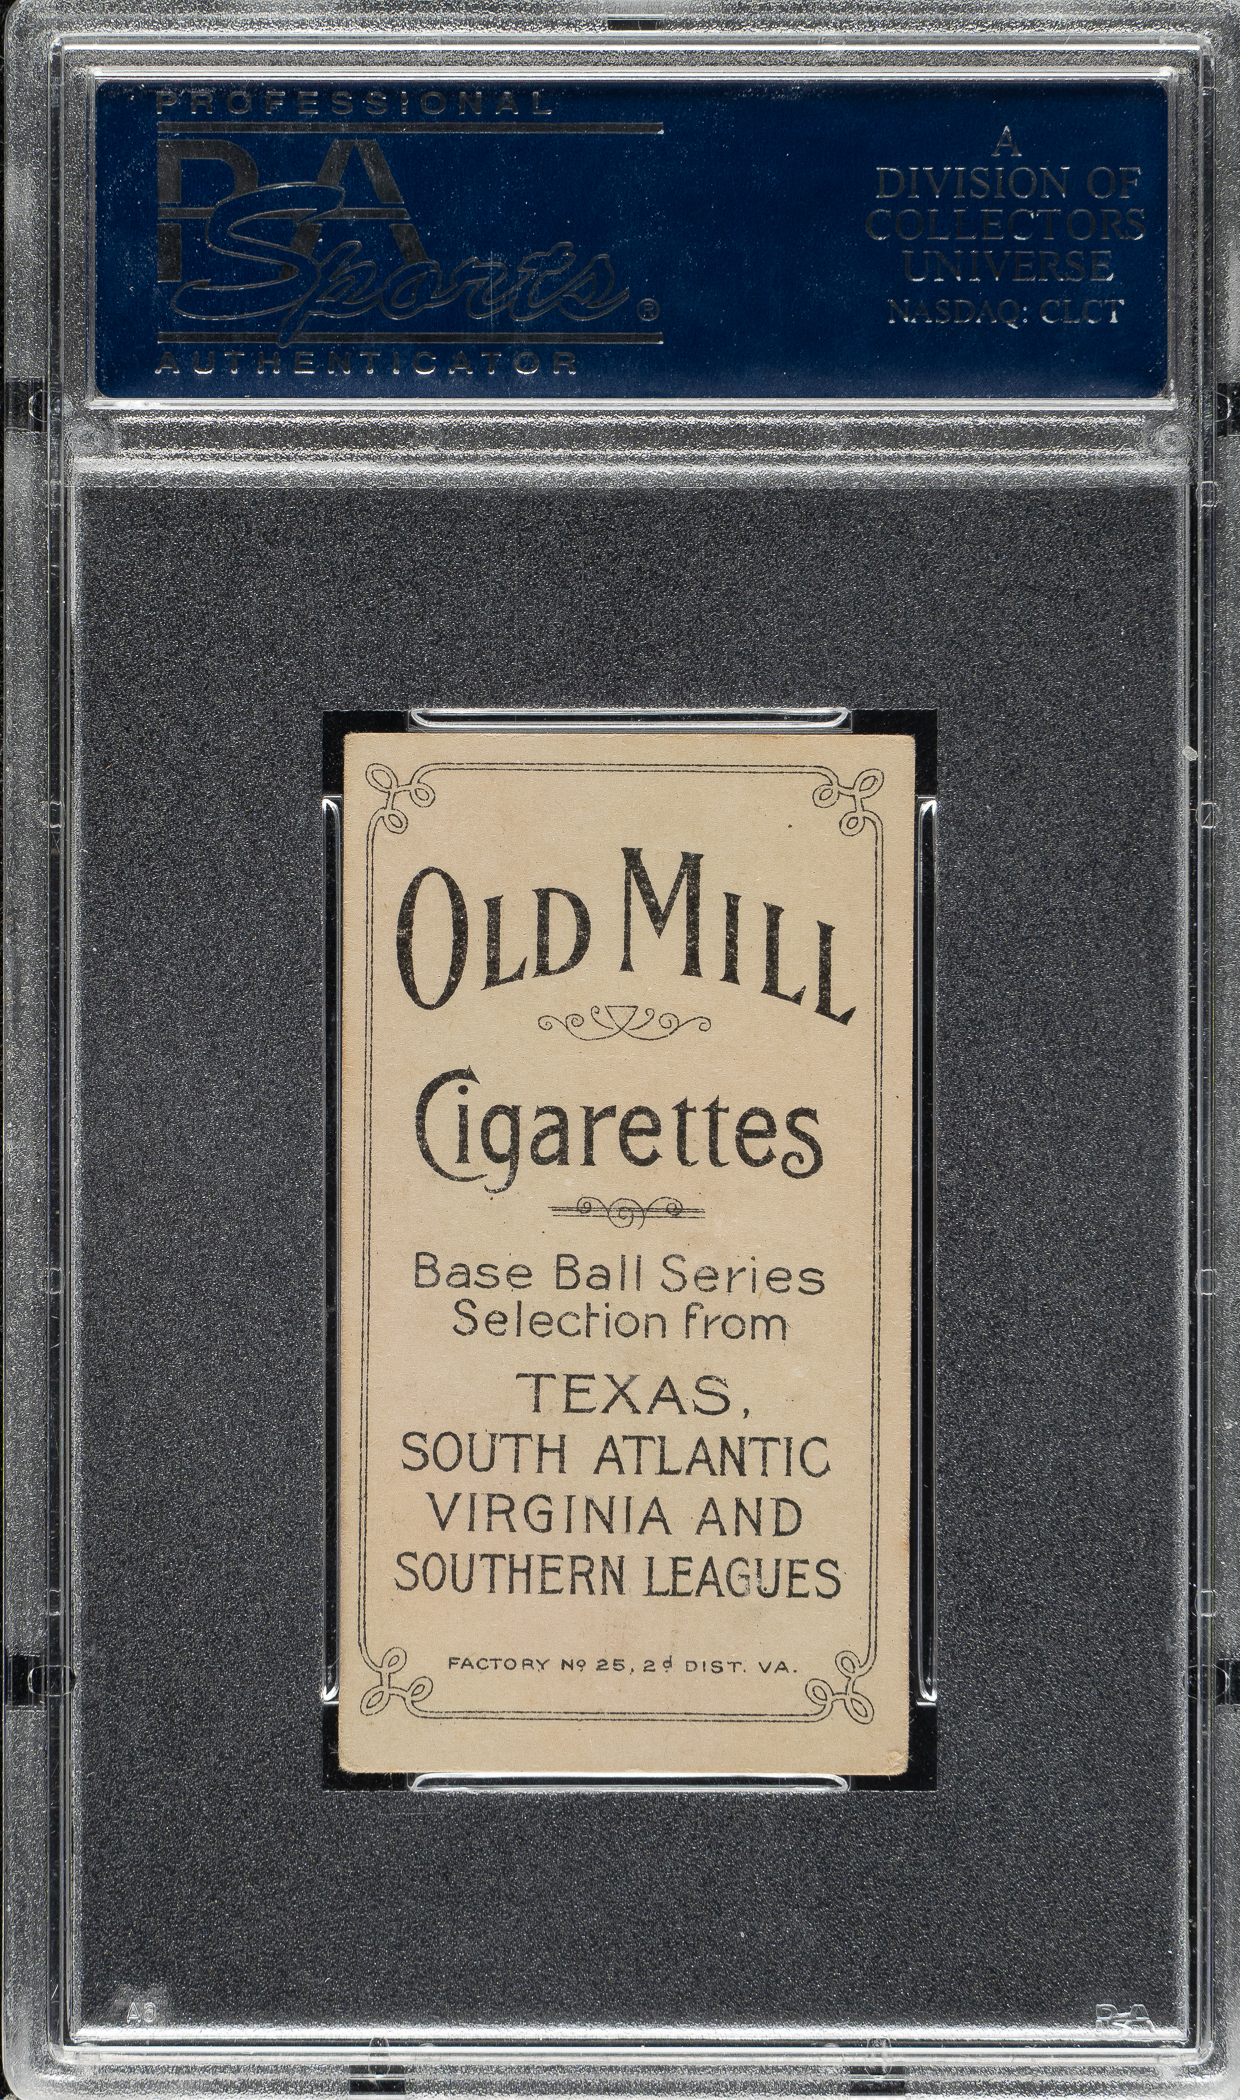 PROFESSIONAL
PSA
Sports®
AUTHENTICATOR
A
DIVISION OF
COLLECTORS
UNIVERSE
NASDAQ: CLCT
OLD MILL
Cigarettes
Base Ball Series
Selection from
TEXAS,
SOUTH ATLANTIC
VIRGINIA AND
SOUTHERN LEAGUES
FACTORY Nº 25, 2d DIST. VA.
PSA